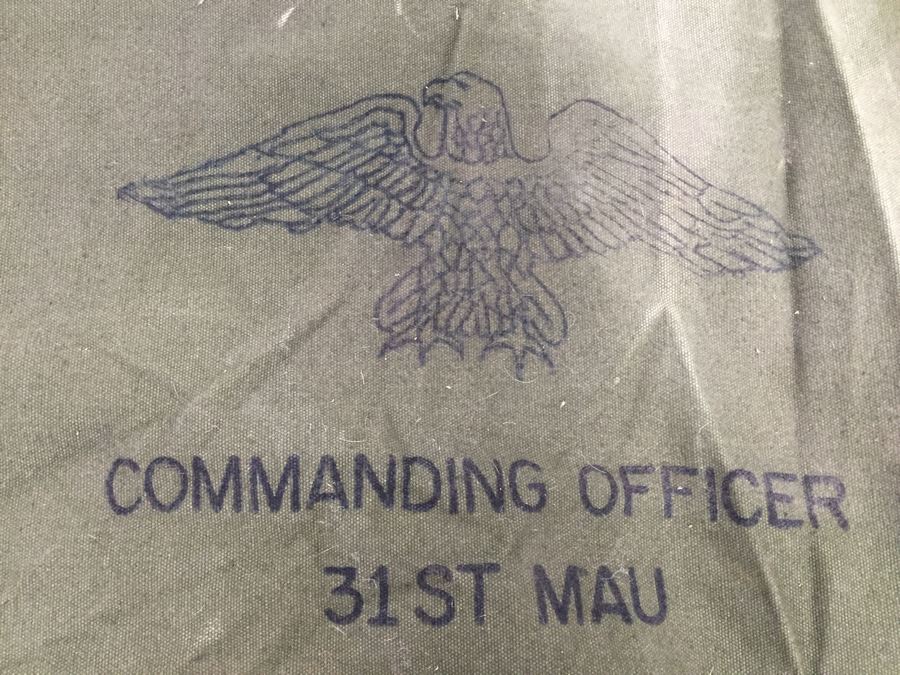 COMMANDING OFFICER
31ST MAU